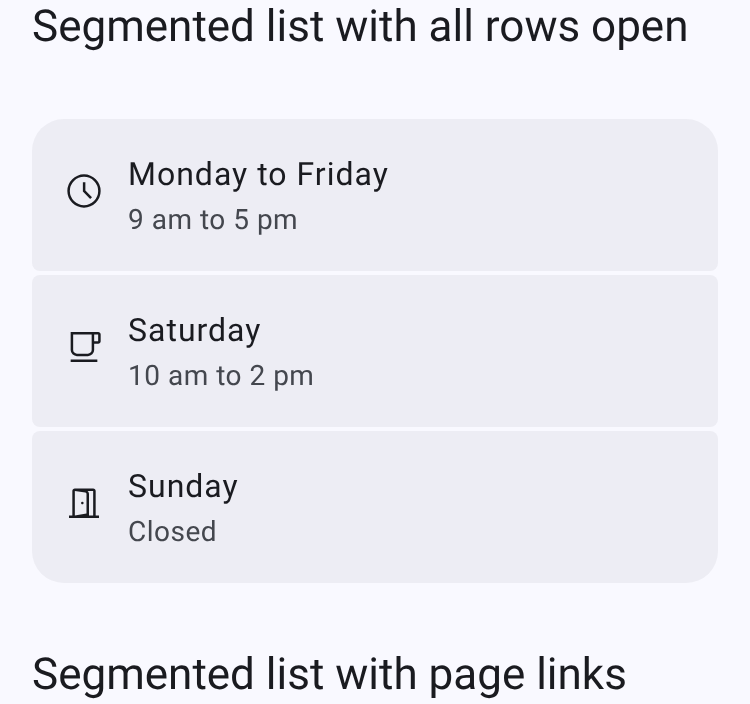 Segmented list with all rows open
Monday to Friday
9 am to 5 pm
Saturday
10 am to 2 pm
Sunday
Closed
Segmented list with page links